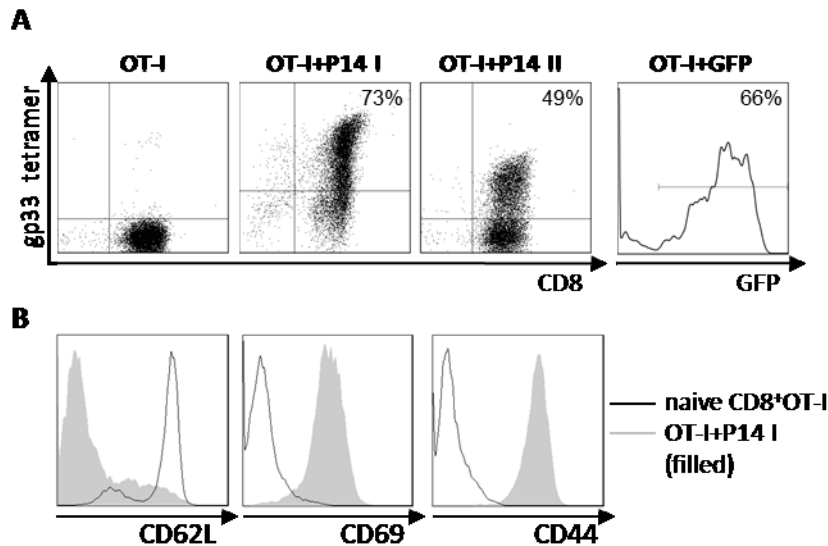 A
OT-I
OT-I+P14 I
OT-I+P14 II
OT-I+GFP
gp33 tetramer
73%
49%
66%
CD8
GFP
B
naive CD8⁺OT-I
OT-I+P14 I
(filled)
CD62L
CD69
CD44